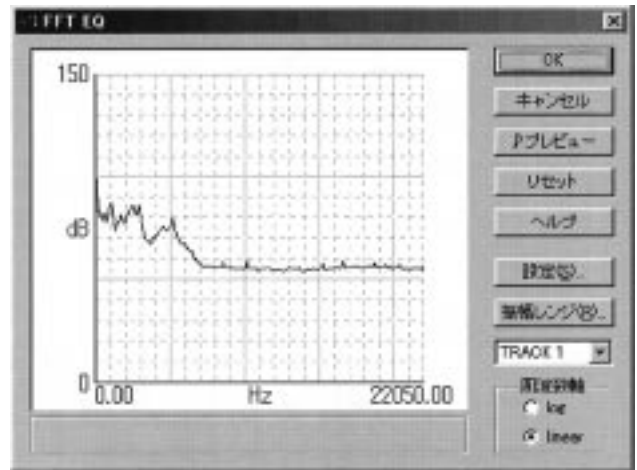 FFT EQ
150
dB
0
0.00
Hz
22050.00
OK
キャンセル
プレビュー
リセット
ヘルプ
設定(S)...
振幅レンジ(R)...
TRACK 1
周波数軸
log
linear